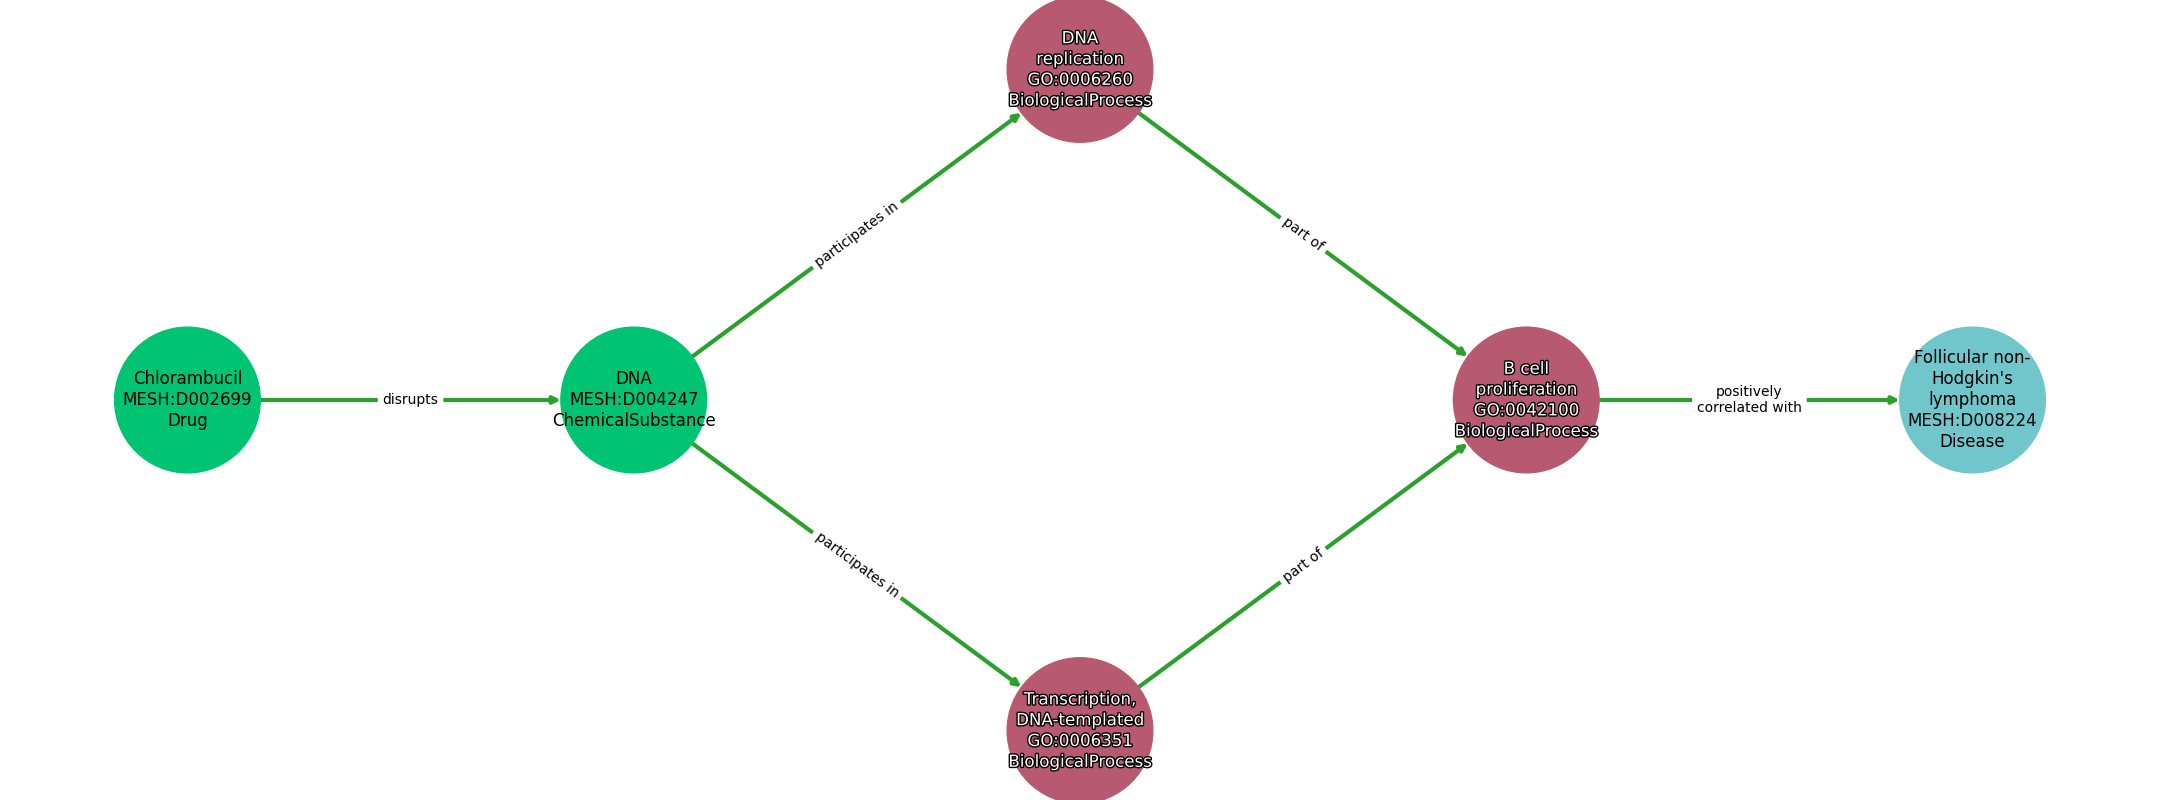 DNA
replication
GO:0006260
BiologicalProcess
participates in
part of
Chlorambucil
MESH:D002699
Drug
disrupts
DNA
MESH:D004247
ChemicalSubstance
B cell
proliferation
GO:0042100
BiologicalProcess
positively
correlated with
Follicular non-
Hodgkin's
lymphoma
MESH:D008224
Disease
participates in
part of
Transcription,
DNA-templated
GO:0006351
BiologicalProcess